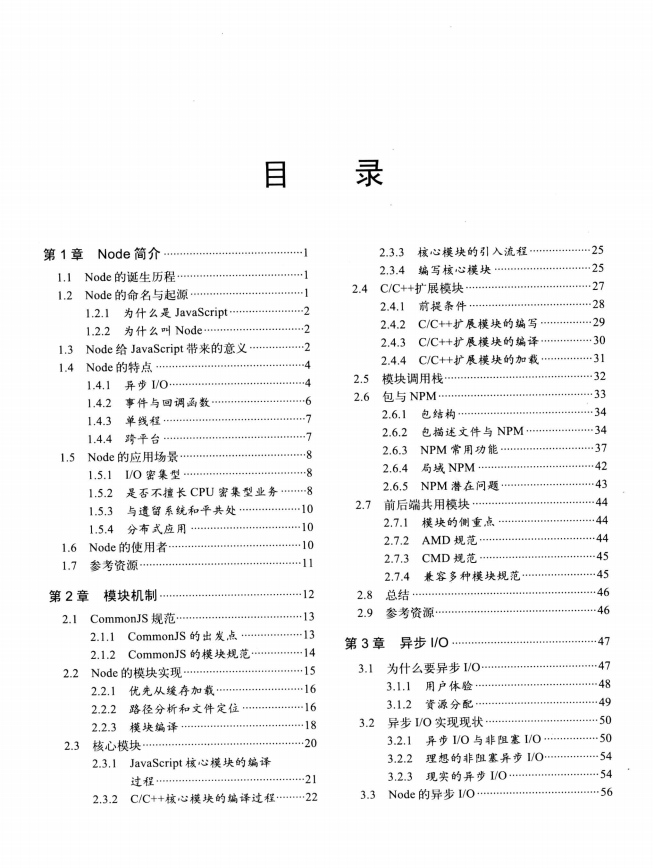 目 录
第 1 章 Node 简介……1
1.1 Node 的诞生历程……1
1.2 Node 的命名与起源……1
1.2.1 为什么是 JavaScript……2
1.2.2 为什么叫 Node……2
1.3 Node 给 JavaScript 带来的意义……2
1.4 Node 的特点……4
1.4.1 异步 I/O……4
1.4.2 事件与回调函数……6
1.4.3 单线程……7
1.4.4 跨平台……7
1.5 Node 的应用场景……8
1.5.1 I/O 密集型……8
1.5.2 是否不擅长 CPU 密集型业务……8
1.5.3 与遗留系统和平共处……10
1.5.4 分布式应用……10
1.6 Node 的使用者……10
1.7 参考资源……11
第 2 章 模块机制……12
2.1 CommonJS 规范……13
2.1.1 CommonJS 的出发点……13
2.1.2 CommonJS 的模块规范……14
2.2 Node 的模块实现……15
2.2.1 优先从缓存加载……16
2.2.2 路径分析和文件定位……16
2.2.3 模块编译……18
2.3 核心模块……20
2.3.1 JavaScript 核心模块的编译
过程……21
2.3.2 C/C++核心模块的编译过程……22
2.3.3 核心模块的引入流程……25
2.3.4 编写核心模块……25
2.4 C/C++扩展模块……27
2.4.1 前提条件……28
2.4.2 C/C++扩展模块的编写……29
2.4.3 C/C++扩展模块的编译……30
2.4.4 C/C++扩展模块的加载……31
2.5 模块调用栈……32
2.6 包与 NPM……33
2.6.1 包结构……34
2.6.2 包描述文件与 NPM……34
2.6.3 NPM 常用功能……37
2.6.4 局域 NPM……42
2.6.5 NPM 潜在问题……43
2.7 前后端共用模块……44
2.7.1 模块的侧重点……44
2.7.2 AMD 规范……44
2.7.3 CMD 规范……45
2.7.4 兼容多种模块规范……45
2.8 总结……46
2.9 参考资源……46
第 3 章 异步 I/O……47
3.1 为什么要异步 I/O……47
3.1.1 用户体验……48
3.1.2 资源分配……49
3.2 异步 I/O 实现现状……50
3.2.1 异步 I/O 与非阻塞 I/O……50
3.2.2 理想的非阻塞异步 I/O……54
3.2.3 现实的异步 I/O……54
3.3 Node 的异步 I/O……56